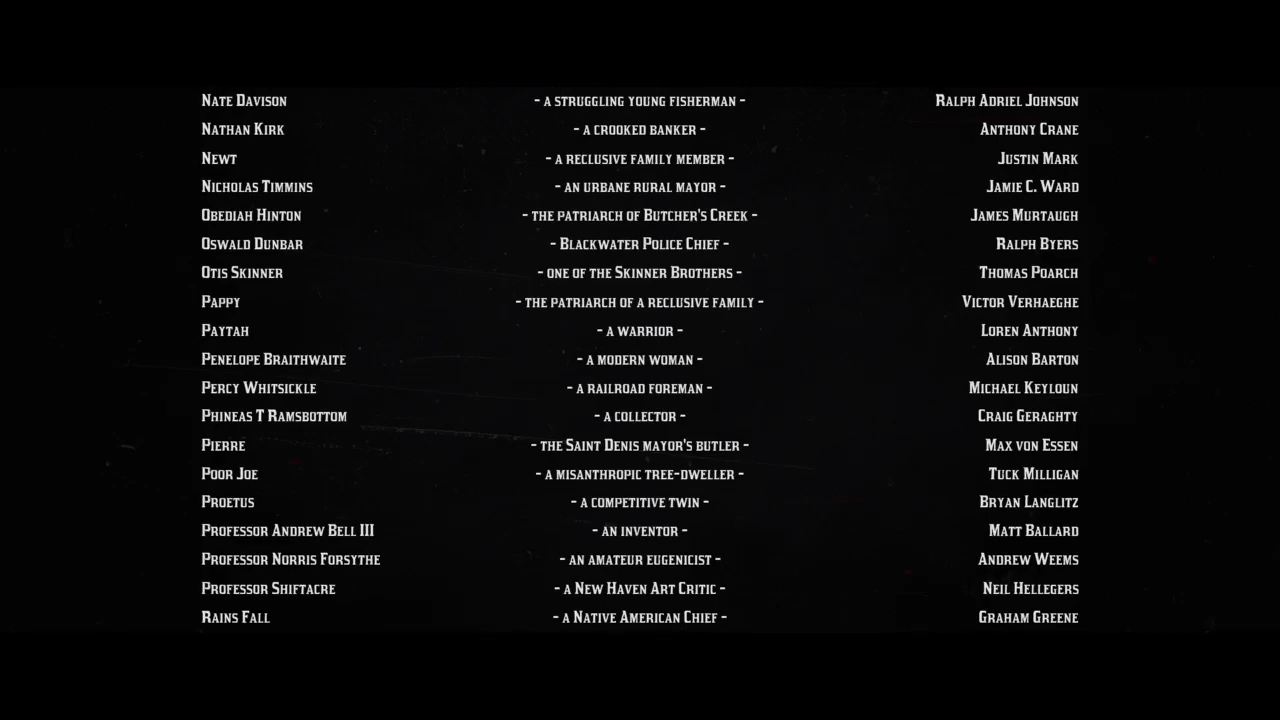 Nate Davison - a struggling young fisherman - Ralph Adriel Johnson
Nathan Kirk - a crooked banker - Anthony Crane
Newt - a reclusive family member - Justin Mark
Nicholas Timmins - an urbane rural mayor - Jamie C. Ward
Obediah Hinton - the patriarch of Butcher's Creek - James Murtaugh
Oswald Dunbar - Blackwater Police Chief - Ralph Byers
Otis Skinner - one of the Skinner Brothers - Thomas Poarch
Pappy - the patriarch of a reclusive family - Victor Verhaeghe
Paytah - a warrior - Loren Anthony
Penelope Braithwaite - a modern woman - Alison Barton
Percy Whitsickle - a railroad foreman - Michael Keyloun
Phineas T Ramsbottom - a collector - Craig Geraghty
Pierre - the Saint Denis mayor's butler - Max von Essen
Poor Joe - a misanthropic tree-dweller - Tuck Milligan
Proetus - a competitive twin - Bryan Langlitz
Professor Andrew Bell III - an inventor - Matt Ballard
Professor Norris Forsythe - an amateur eugenicist - Andrew Weems
Professor Shiftacre - a New Haven Art Critic - Neil Hellegers
Rains Fall - a Native American Chief - Graham Greene